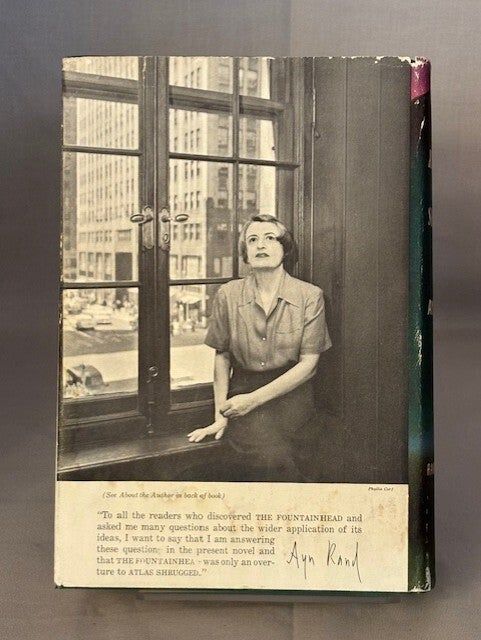 (See About the Author in back of book)
Phyllis Cerf
"To all the readers who discovered THE FOUNTAINHEAD and
asked me many questions about the wider application of its
ideas, I want to say that I am answering
these question in the present novel and
that THE FOUNTAINHEA - was only an over-
ture to ATLAS SHRUGGED."
Ayn Rand